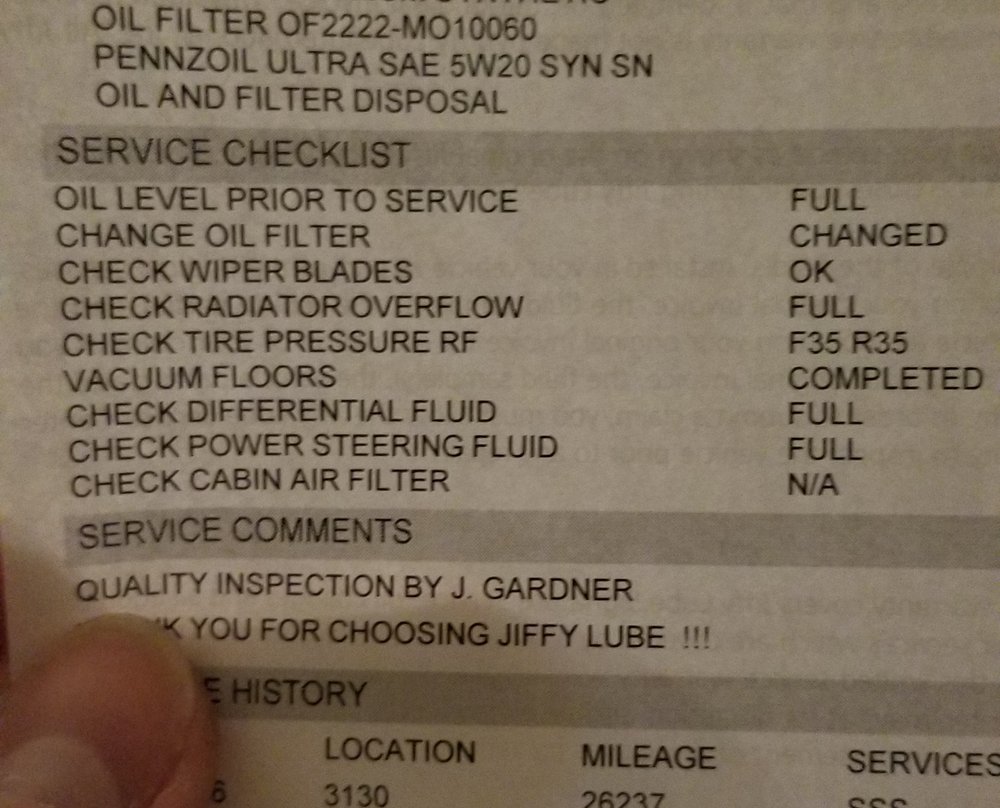 OIL FILTER OF2222-MO10060
PENNZOIL ULTRA SAE 5W20 SYN SN
OIL AND FILTER DISPOSAL
SERVICE CHECKLIST
OIL LEVEL PRIOR TO SERVICE FULL
CHANGE OIL FILTER CHANGED
CHECK WIPER BLADES OK
CHECK RADIATOR OVERFLOW FULL
CHECK TIRE PRESSURE RF F35 R35
VACUUM FLOORS COMPLETED
CHECK DIFFERENTIAL FLUID FULL
CHECK POWER STEERING FLUID FULL
CHECK CABIN AIR FILTER N/A
SERVICE COMMENTS
QUALITY INSPECTION BY J. GARDNER
YOU FOR CHOOSING JIFFY LUBE !!!
HISTORY
LOCATION MILEAGE SERVICES
3130 26237